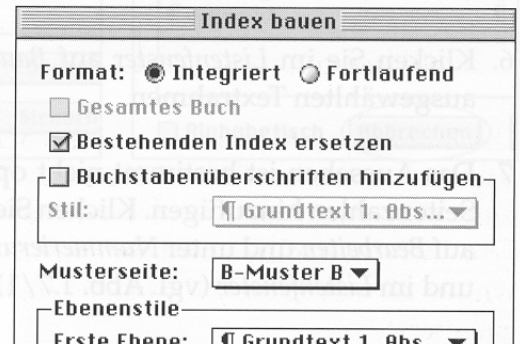 Index bauen
Format: Integriert Fortlaufend
Gesamtes Buch
Bestehenden Index ersetzen
Buchstabenüberschriften hinzufügen
Stil: ¶ Grundtext 1. Abs...
Musterseite: B-Muster B
Ebenenstile
Erste Ebene: ¶ Grundtext 1. Abs...